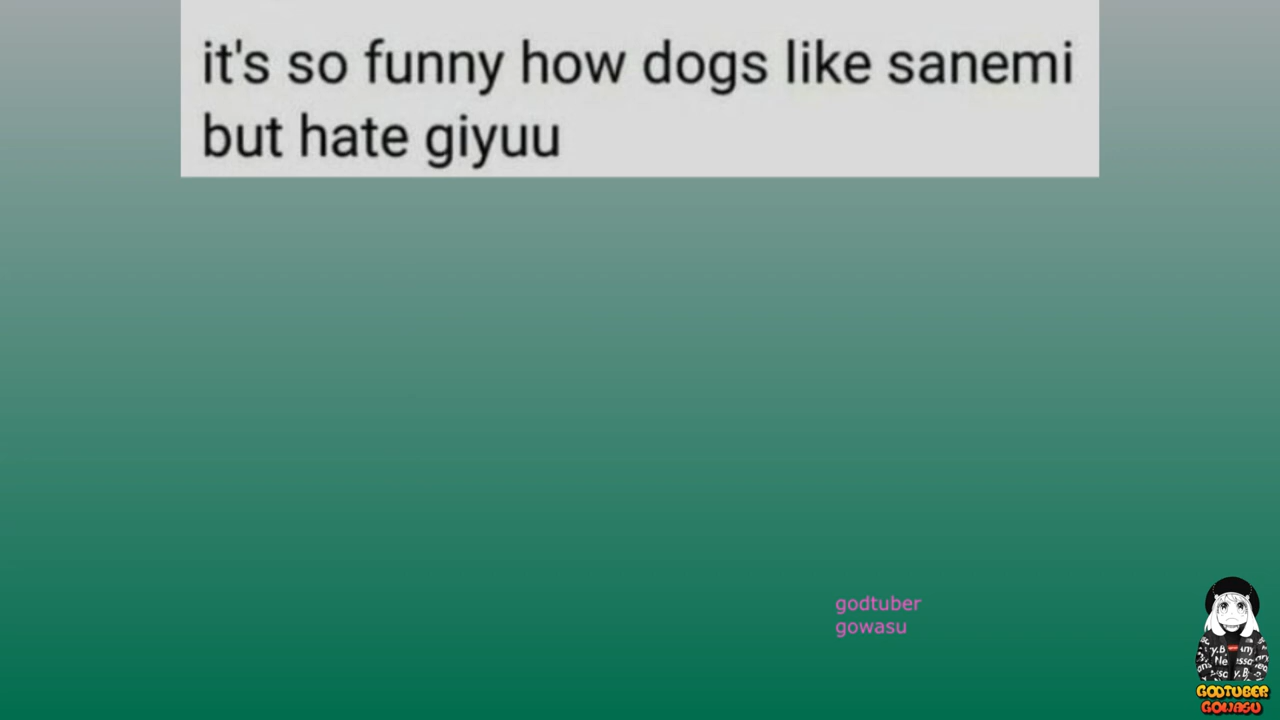 it's so funny how dogs like sanemi
but hate giyuu
godtuber
gowasu
GODTUBER
GOWASU